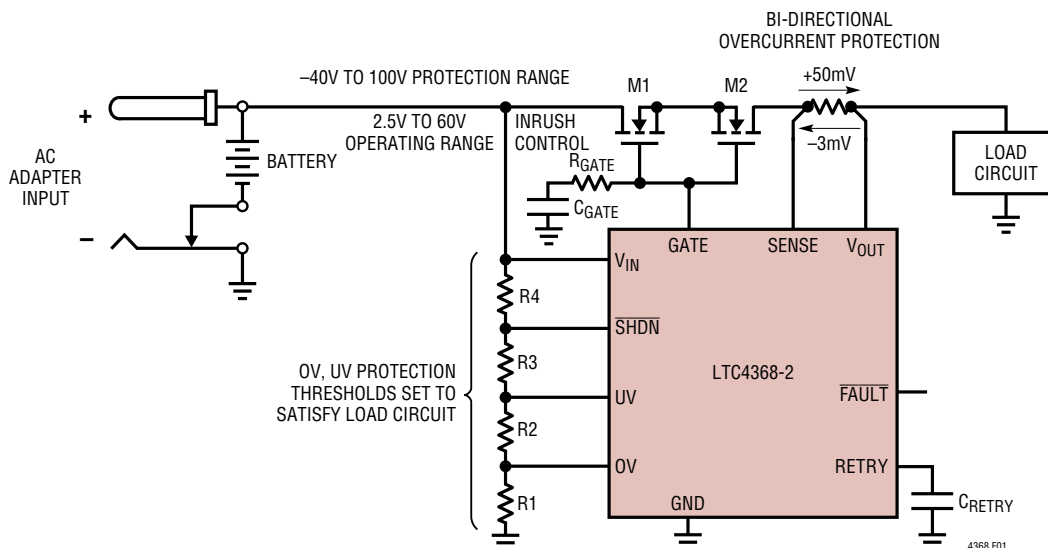 BI-DIRECTIONAL
OVERCURRENT PROTECTION
+50mV
–3mV
–40V TO 100V PROTECTION RANGE
2.5V TO 60V
OPERATING RANGE
INRUSH
CONTROL
M1
M2
+
AC
ADAPTER
INPUT
–
BATTERY
RGATE
CGATE
LOAD
CIRCUIT
GATE
SENSE
VOUT
VIN
R4
SHDN
R3
OV, UV PROTECTION
THRESHOLDS SET TO
SATISFY LOAD CIRCUIT
LTC4368-2
UV
FAULT
R2
OV
RETRY
R1
GND
CRETRY
4368 F01